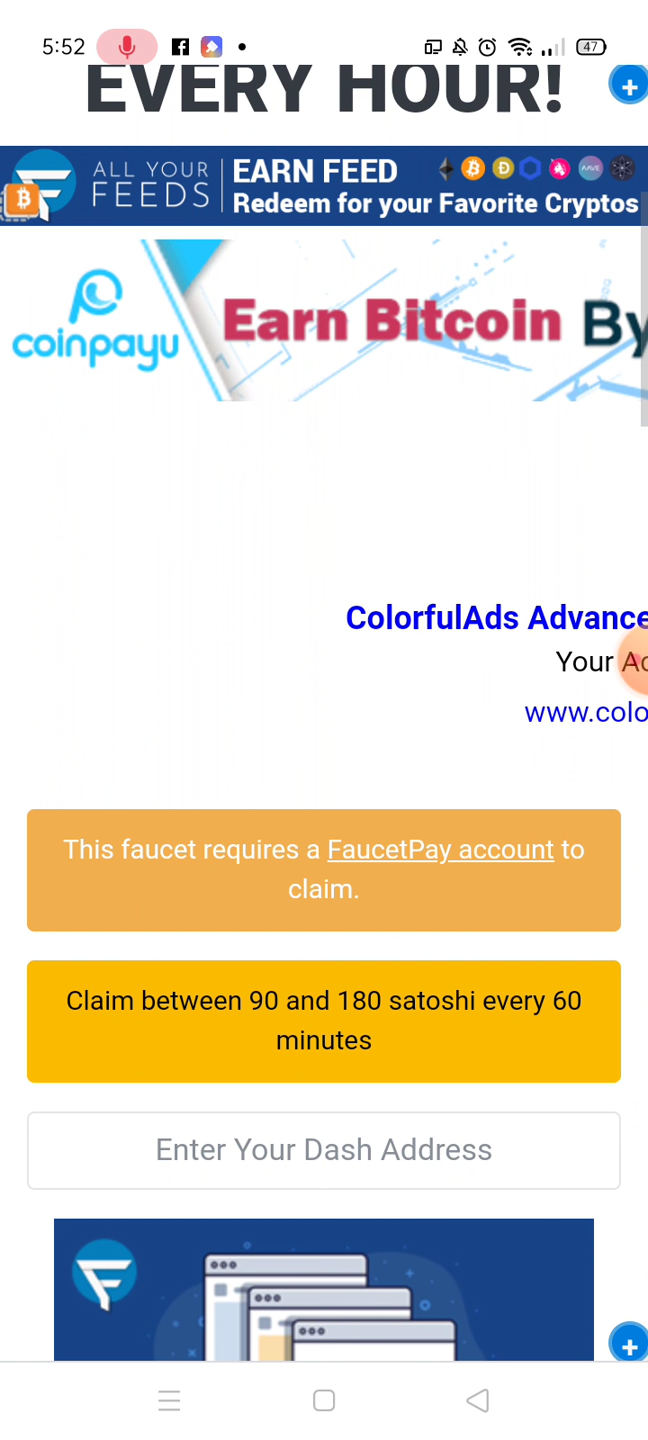 5:52
47
EVERY HOUR!
ALL YOUR FEEDS
EARN FEED
Redeem for your Favorite Cryptos
coinpayu
Earn Bitcoin By
ColorfulAds Advance
Your Ac
www.colo
This faucet requires a FaucetPay account to
claim.
Claim between 90 and 180 satoshi every 60
minutes
Enter Your Dash Address